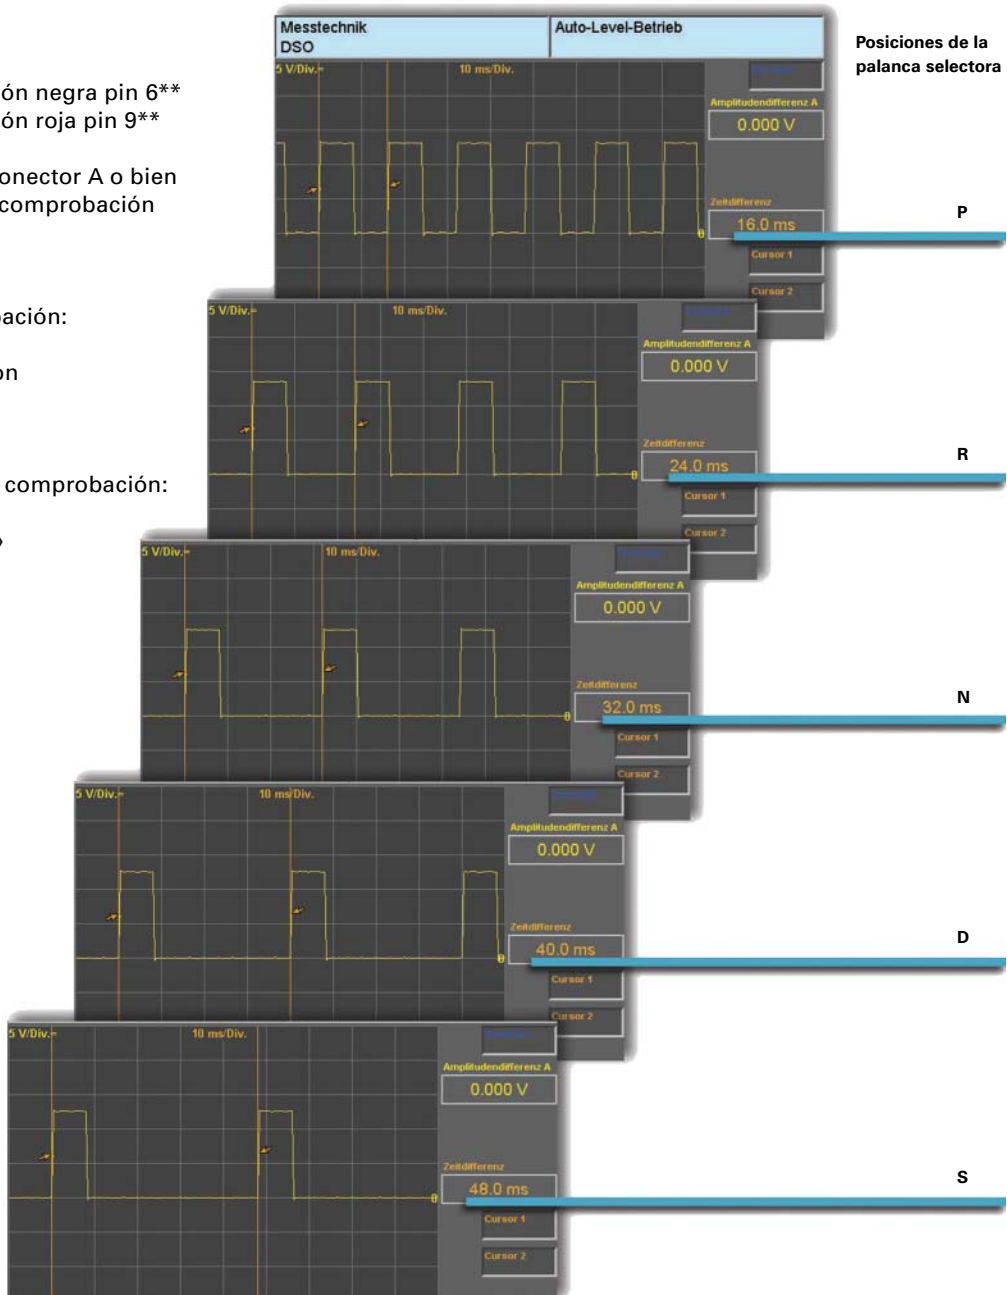 Messtechnik
DSO
Auto-Level-Betrieb
Posiciones de la
palanca selectora
ón negra pin 6**
ón roja pin 9**
onector A o bien
comprobación
ación:
on
comprobación:
»
5 V/Div.=
10 ms/Div.
Amplitudendifferenz A
0.000 V
Zeitdifferenz
16.0 ms
Cursor 1
Cursor 2
P
5 V/Div.=
10 ms/Div.
Amplitudendifferenz A
0.000 V
Zeitdifferenz
24.0 ms
Cursor 1
Cursor 2
R
5 V/Div.=
10 ms/Div.
Amplitudendifferenz A
0.000 V
Zeitdifferenz
32.0 ms
Cursor 1
Cursor 2
N
5 V/Div.=
10 ms/Div.
Amplitudendifferenz A
0.000 V
Zeitdifferenz
40.0 ms
Cursor 1
Cursor 2
D
5 V/Div.=
10 ms/Div.
Amplitudendifferenz A
0.000 V
Zeitdifferenz
48.0 ms
Cursor 1
Cursor 2
S